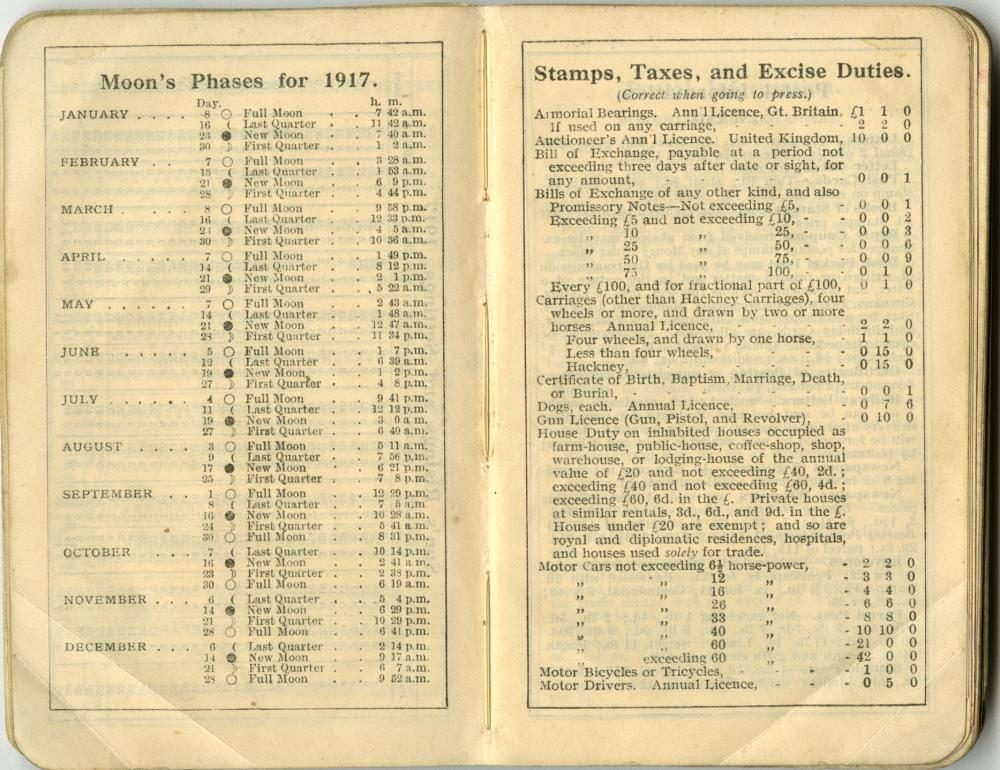 Moon's Phases for 1917.
Day. h. m.
JANUARY . . . . . . 8 ○ Full Moon . . 7 42 a.m.
16 ☾ Last Quarter . . 11 42 a.m.
23 ● New Moon . . 7 40 a.m.
30 ☽ First Quarter . . 1 2 a.m.
FEBRUARY . . . . . 7 ○ Full Moon . . 3 28 a.m.
15 ☾ Last Quarter . . 1 53 a.m.
21 ● New Moon . . 6 9 p.m.
28 ☽ First Quarter . . 4 44 p.m.
MARCH . . . . . . 8 ○ Full Moon . . 9 58 p.m.
16 ☾ Last Quarter . . 12 33 p.m.
23 ● New Moon . . 4 5 a.m.
30 ☽ First Quarter . . 10 36 a.m.
APRIL . . . . . . 7 ○ Full Moon . . 1 49 p.m.
14 ☾ Last Quarter . . 8 12 p.m.
21 ● New Moon . . 2 1 p.m.
29 ☽ First Quarter . . 5 22 a.m.
MAY . . . . . . 7 ○ Full Moon . . 2 43 a.m.
14 ☾ Last Quarter . . 1 48 a.m.
21 ● New Moon . . 12 47 a.m.
28 ☽ First Quarter . . 11 34 p.m.
JUNE . . . . . . 5 ○ Full Moon . . 1 7 p.m.
12 ☾ Last Quarter . . 6 39 a.m.
19 ● New Moon . . 1 2 p.m.
27 ☽ First Quarter . . 4 8 p.m.
JULY . . . . . . 4 ○ Full Moon . . 9 41 p.m.
11 ☾ Last Quarter . . 12 12 p.m.
19 ● New Moon . . 3 0 a.m.
27 ☽ First Quarter . . 6 40 a.m.
AUGUST . . . . . 3 ○ Full Moon . . 5 11 a.m.
9 ☾ Last Quarter . . 7 56 p.m.
17 ● New Moon . . 6 21 p.m.
25 ☽ First Quarter . . 7 8 p.m.
SEPTEMBER . . . 1 ○ Full Moon . . 12 29 p.m.
8 ☾ Last Quarter . . 7 5 a.m.
16 ● New Moon . . 10 28 a.m.
24 ☽ First Quarter . . 5 41 a.m.
30 ○ Full Moon . . 8 31 p.m.
OCTOBER . . . . 7 ☾ Last Quarter . . 10 14 p.m.
16 ● New Moon . . 2 41 a.m.
23 ☽ First Quarter . . 2 38 p.m.
30 ○ Full Moon . . 6 19 a.m.
NOVEMBER . . . . 6 ☾ Last Quarter . . 5 4 p.m.
14 ● New Moon . . 6 29 p.m.
21 ☽ First Quarter . . 10 29 p.m.
28 ○ Full Moon . . 6 41 p.m.
DECEMBER . . . . 6 ☾ Last Quarter . . 2 14 p.m.
14 ● New Moon . . 9 17 a.m.
21 ☽ First Quarter . . 6 7 a.m.
28 ○ Full Moon . . 9 52 a.m.
Stamps, Taxes, and Excise Duties.
(Correct when going to press.)
Armorial Bearings. Ann'l Licence, Gt. Britain, £1 1 0
If used on any carriage, - - - 2 2 0
Auctioneer's Ann'l Licence. United Kingdom, 10 0 0
Bill of Exchange, payable at a period not
exceeding three days after date or sight, for
any amount, - - - - - 0 0 1
Bills of Exchange of any other kind, and also
Promissory Notes—Not exceeding £5, - 0 0 1
Exceeding £5 and not exceeding £10, - - 0 0 2
„ 10 „ 25, - - 0 0 3
„ 25 „ 50, - - 0 0 6
„ 50 „ 75, - - 0 0 9
„ 75 „ 100, - - 0 1 0
Every £100, and for fractional part of £100, 0 1 0
Carriages (other than Hackney Carriages), four
wheels or more, and drawn by two or more
horses. Annual Licence, - - - - 2 2 0
Four wheels, and drawn by one horse, - 1 1 0
Less than four wheels, - - - - 0 15 0
Hackney, - - - - - 0 15 0
Certificate of Birth, Baptism, Marriage, Death,
or Burial, - - - - - 0 0 1
Dogs, each. Annual Licence, - - - 0 7 6
Gun Licence (Gun, Pistol, and Revolver), - 0 10 0
House Duty on inhabited houses occupied as
farm-house, public-house, coffee-shop, shop,
warehouse, or lodging-house of the annual
value of £20 and not exceeding £40, 2d. ;
exceeding £40 and not exceeding £60, 4d. ;
exceeding £60, 6d. in the £. Private houses
at similar rentals, 3d., 6d., and 9d. in the £.
Houses under £20 are exempt ; and so are
royal and diplomatic residences, hospitals,
and houses used solely for trade.
Motor Cars not exceeding 6½ horse-power, - 2 2 0
„ „ 12 „ - 3 3 0
„ „ 16 „ - 4 4 0
„ „ 26 „ - 6 6 0
„ „ 33 „ - 8 8 0
„ „ 40 „ - 10 10 0
„ „ 60 „ - 21 0 0
„ exceeding 60 „ - 42 0 0
Motor Bicycles or Tricycles, - - - 1 0 0
Motor Drivers. Annual Licence, - - - 0 5 0